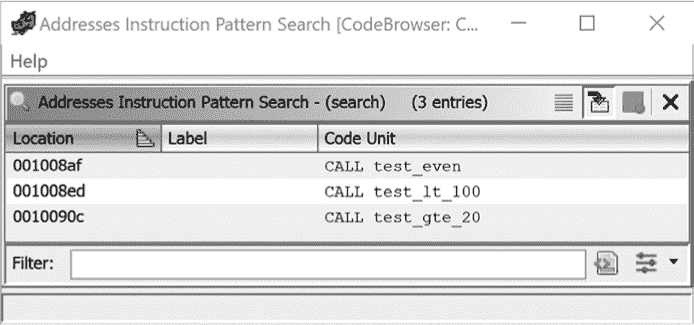 Addresses Instruction Pattern Search [CodeBrowser: C...
Help
Addresses Instruction Pattern Search - (search) (3 entries)
Location Label Code Unit
001008af CALL test_even
001008ed CALL test_lt_100
0010090c CALL test_gte_20
Filter: